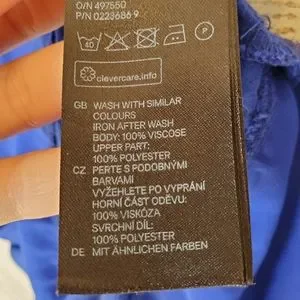 O/N 497550
P/N 0223686 9
40 P
clevercare.info
GB WASH WITH SIMILAR
COLOURS
IRON AFTER WASH
BODY: 100% VISCOSE
UPPER PART:
100% POLYESTER
CZ PERTE S PODOBNÝMI
BARVAMI
VYŽEHLETE PO VYPRÁNÍ
HORNÍ ČÁST ODĚVU:
100% VISKÓZA
SVRCHNÍ DÍL:
100% POLYESTER
DE MIT ÄHNLICHEN FARBEN